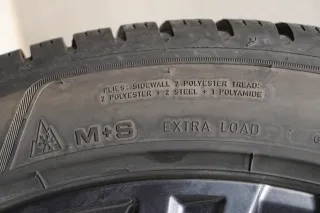 PLIES: SIDEWALL 2 POLYESTER TREAD:
2 POLYESTER + 2 STEEL + 1 POLYAMIDE
M+S EXTRA LOAD